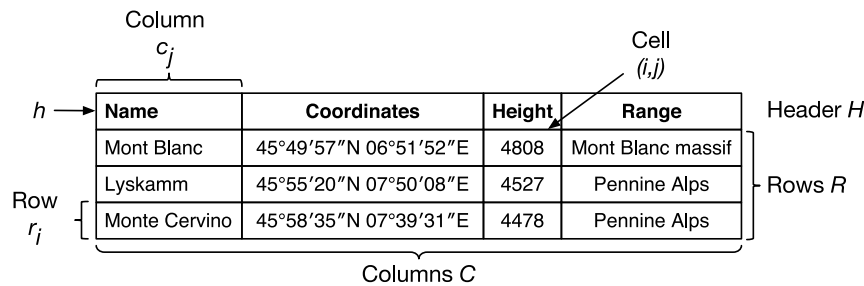 Column
c_j
Cell
(i,j)
h
Name Coordinates Height Range
Header H
Mont Blanc 45°49′57″N 06°51′52″E 4808 Mont Blanc massif
Lyskamm 45°55′20″N 07°50′08″E 4527 Pennine Alps
Rows R
Row
r_i
Monte Cervino 45°58′35″N 07°39′31″E 4478 Pennine Alps
Columns C